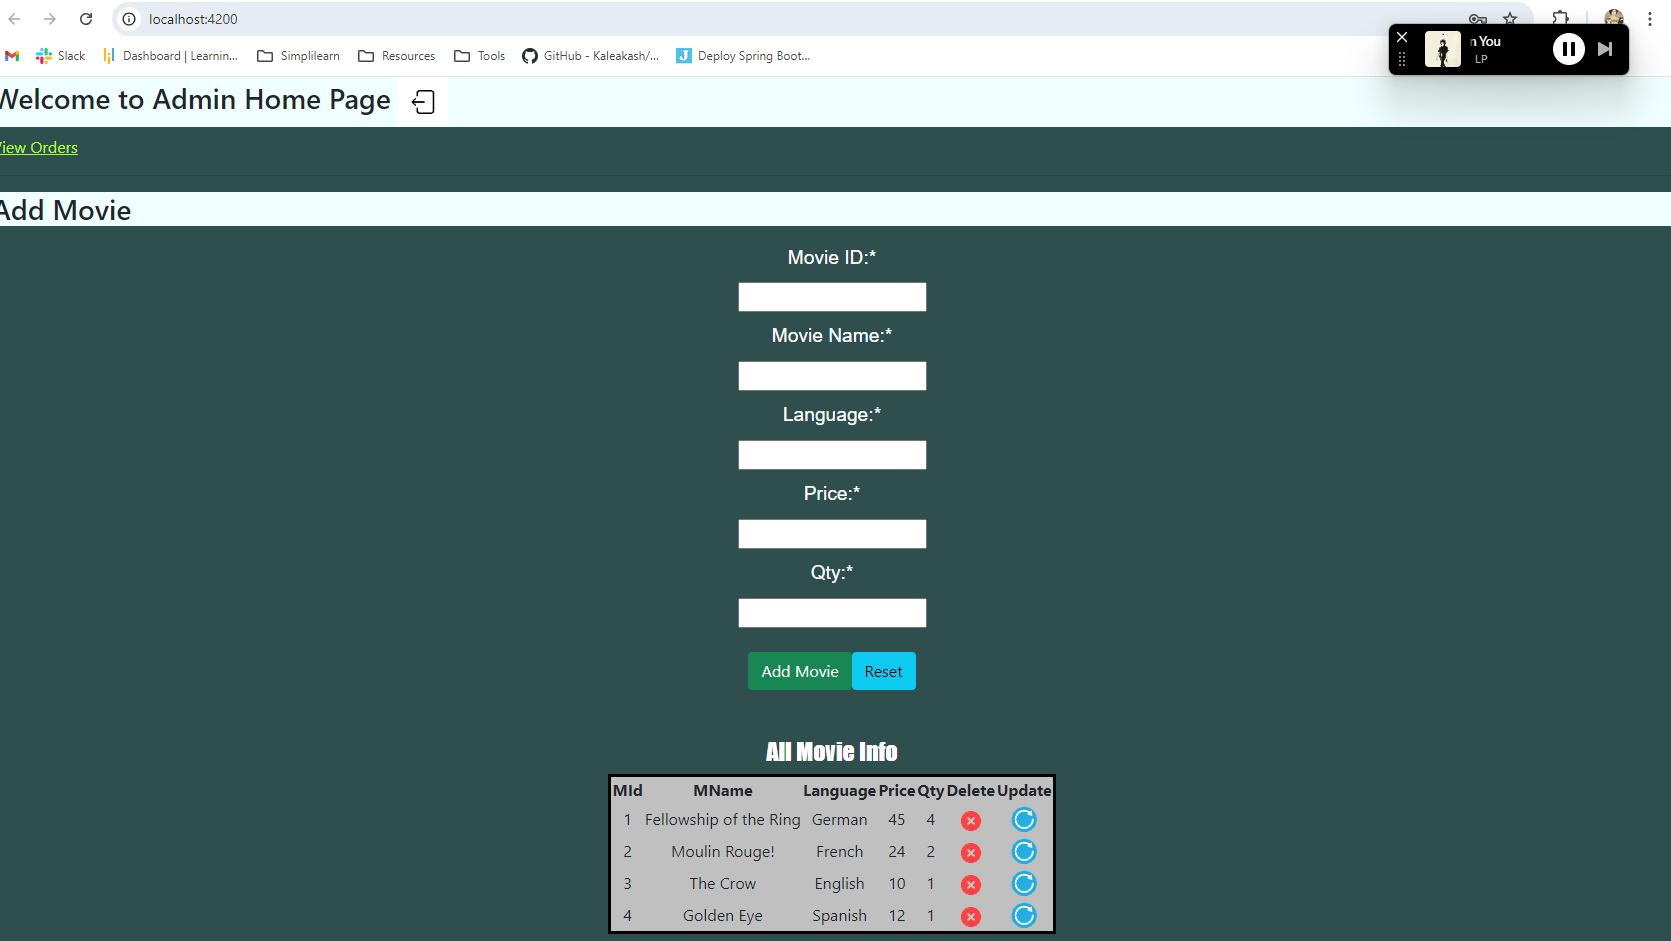 localhost:4200
Slack
Dashboard | Learnin...
Simplilearn
Resources
Tools
GitHub - Kaleakash/...
Deploy Spring Boot...
n You
LP
Welcome to Admin Home Page
View Orders
Add Movie
Movie ID:*
Movie Name:*
Language:*
Price:*
Qty:*
Add Movie Reset
All Movie Info
MId MName Language Price Qty Delete Update
1 Fellowship of the Ring German 45 4
2 Moulin Rouge! French 24 2
3 The Crow English 10 1
4 Golden Eye Spanish 12 1